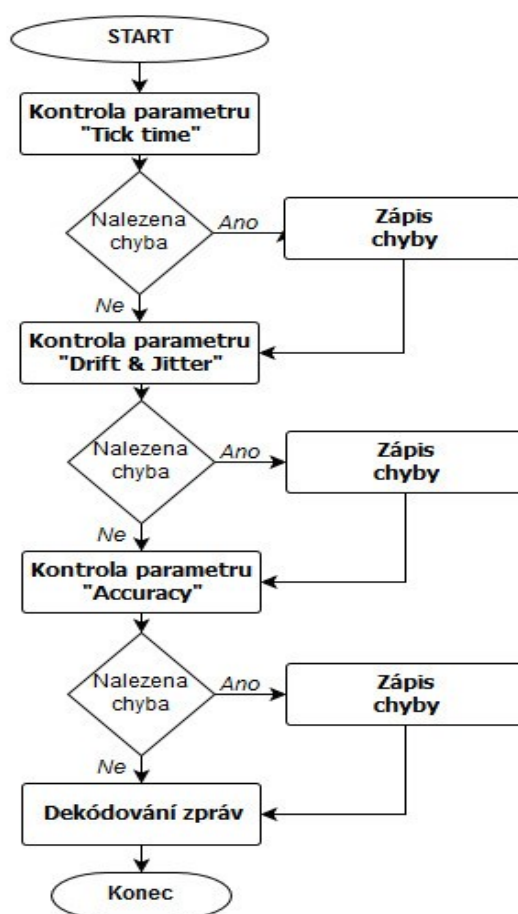 START
Kontrola parametru
"Tick time"
Nalezena
chyba
Ano
Zápis
chyby
Ne
Kontrola parametru
"Drift & Jitter"
Nalezena
chyba
Ano
Zápis
chyby
Ne
Kontrola parametru
"Accuracy"
Nalezena
chyba
Ano
Zápis
chyby
Ne
Dekódování zpráv
Konec